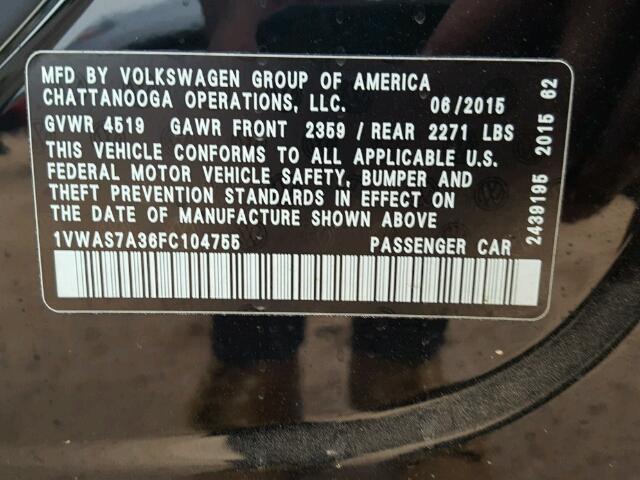 MFD BY VOLKSWAGEN GROUP OF AMERICA
CHATTANOOGA OPERATIONS, LLC. 06/2015
GVWR 4519 GAWR FRONT 2359 / REAR 2271 LBS
THIS VEHICLE CONFORMS TO ALL APPLICABLE U.S.
FEDERAL MOTOR VEHICLE SAFETY, BUMPER AND
THEFT PREVENTION STANDARDS IN EFFECT ON
THE DATE OF MANUFACTURE SHOWN ABOVE.
1VWAS7A36FC104755 PASSENGER CAR
2439195 2015 62